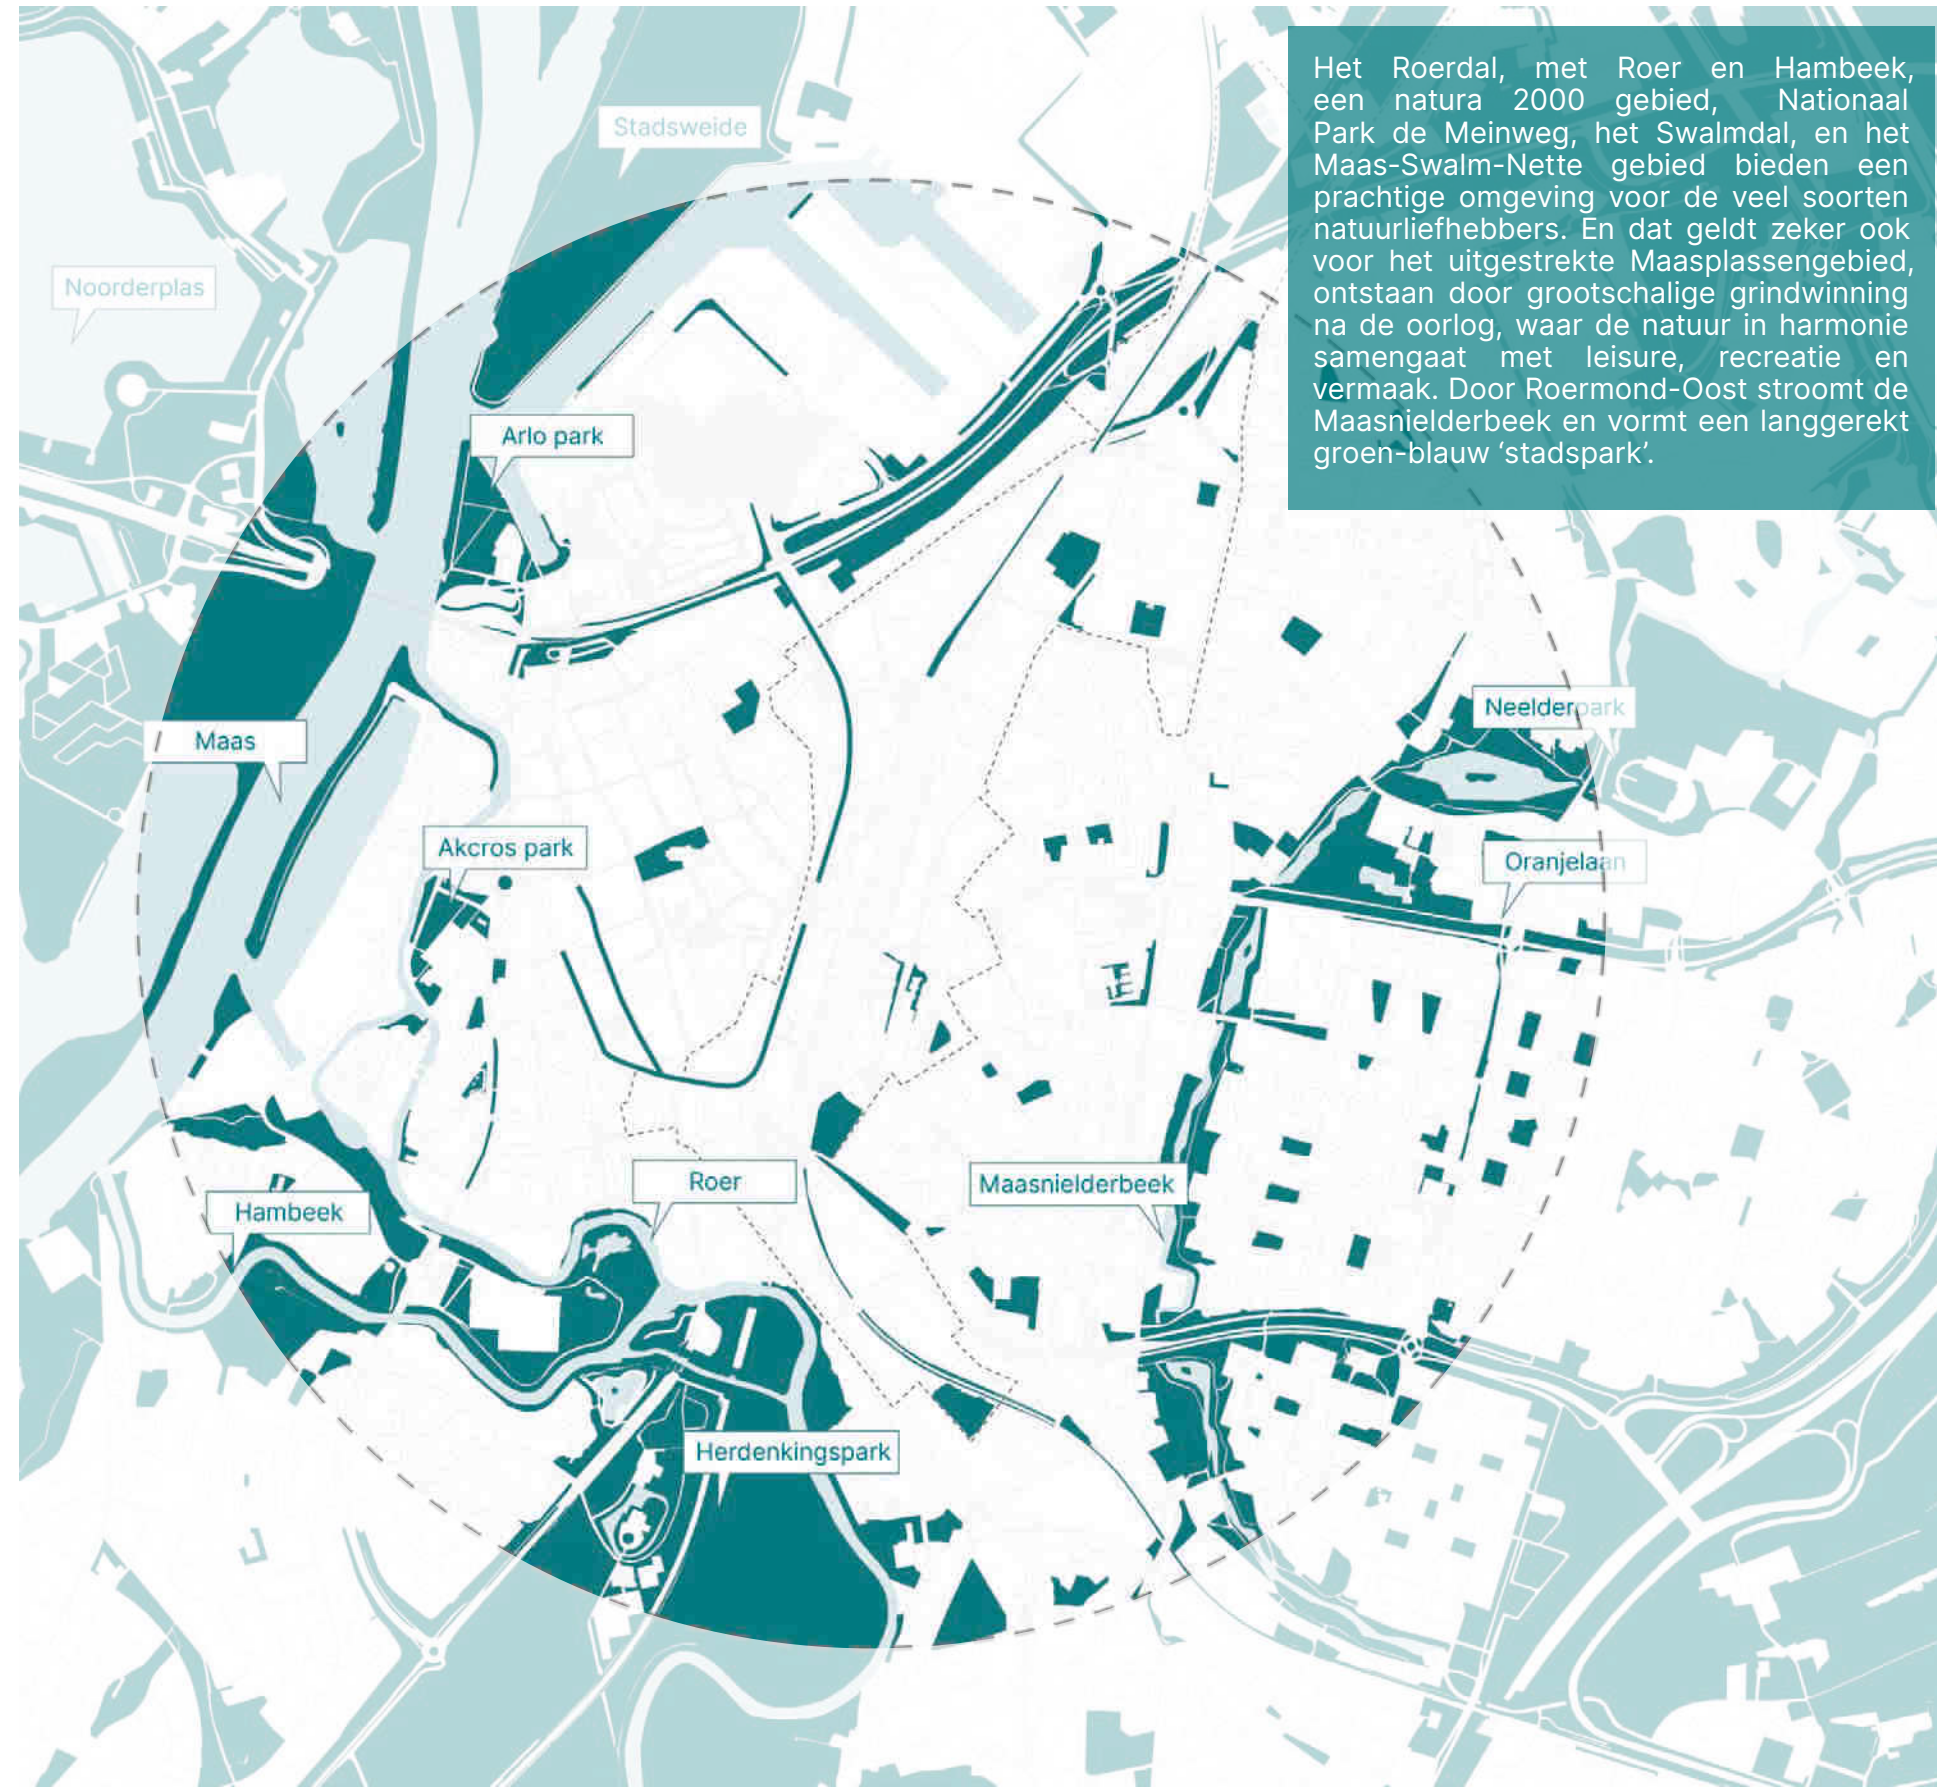 Het Roerdal, met Roer en Hambeek,
een natura 2000 gebied, Nationaal
Park de Meinweg, het Swalmdal, en het
Maas-Swalm-Nette gebied bieden een
prachtige omgeving voor de veel soorten
natuurliefhebbers. En dat geldt zeker ook
voor het uitgestrekte Maasplassengebied,
ontstaan door grootschalige grindwinning
na de oorlog, waar de natuur in harmonie
samengaat met leisure, recreatie en
vermaak. Door Roermond-Oost stroomt de
Maasnielderbeek en vormt een langgerekt
groen-blauw ‘stadspark’.
Stadsweide
Noorderplas
Arlo park
Neelderpark
Maas
Akcros park
Oranjelaan
Roer
Maasnielderbeek
Hambeek
Herdenkingspark